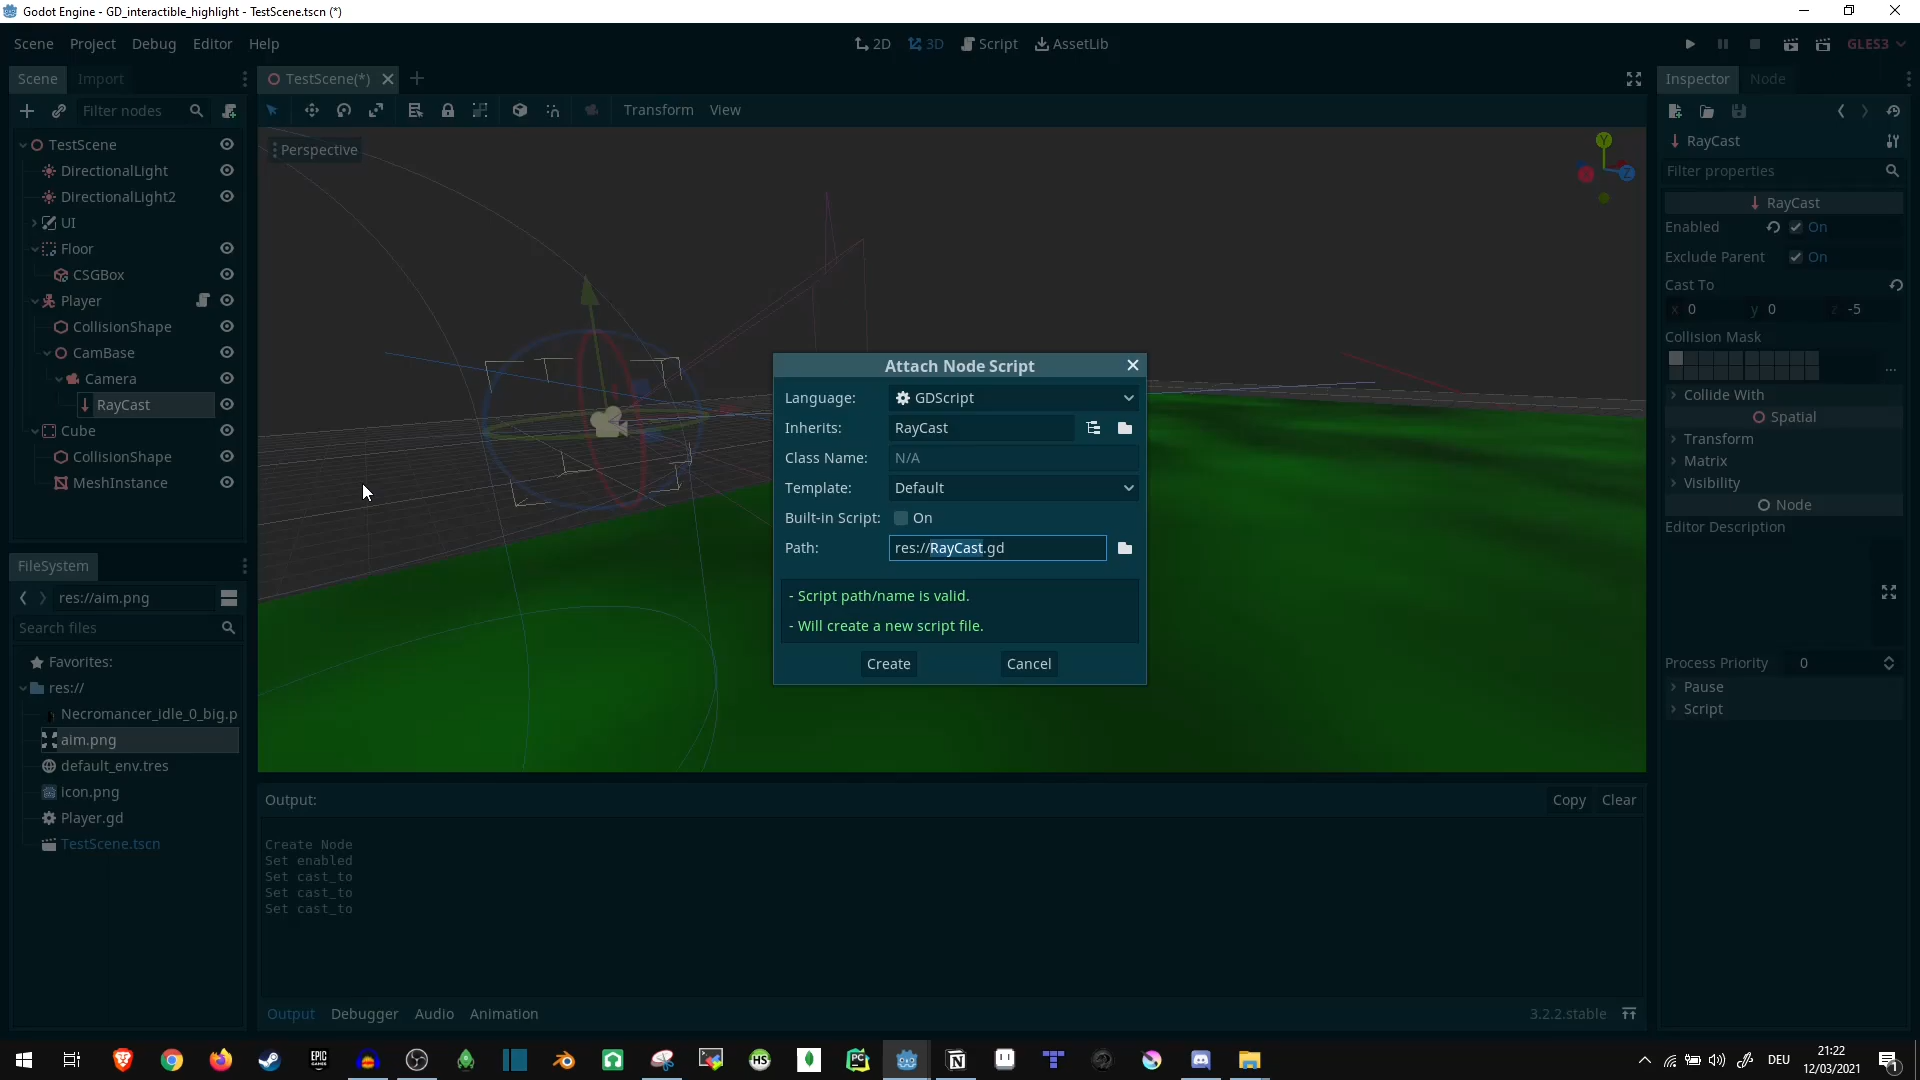 Godot Engine - GD_interactible_highlight - TestScene.tscn (*)
Scene Project Debug Editor Help
2D 3D Script AssetLib
GLES3
Scene Import
TestScene(*)
Inspector Node
Filter nodes
Transform View
Perspective
Y
Z
TestScene
DirectionalLight
DirectionalLight2
UI
Floor
CSGBox
Player
CollisionShape
CamBase
Camera
RayCast
Cube
CollisionShape
MeshInstance
FileSystem
res://aim.png
Search files
Favorites:
res://
Necromancer_idle_0_big.p
aim.png
default_env.tres
icon.png
Player.gd
TestScene.tscn
Attach Node Script
Language: GDScript
Inherits: RayCast
Class Name: N/A
Template: Default
Built-in Script: On
Path: res://RayCast.gd
- Script path/name is valid.
- Will create a new script file.
Create Cancel
Output:
Copy Clear
Create Node
Set enabled
Set cast_to
Set cast_to
Set cast_to
Output Debugger Audio Animation
3.2.2.stable
RayCast
Filter properties
RayCast
Enabled On
Exclude Parent On
Cast To
x 0 y 0 z -5
Collision Mask
...
Collide With
Spatial
Transform
Matrix
Visibility
Node
Editor Description
Process Priority 0
Pause
Script
EPIC
GAMES
HS
PC
DEU
21:22
12/03/2021
1